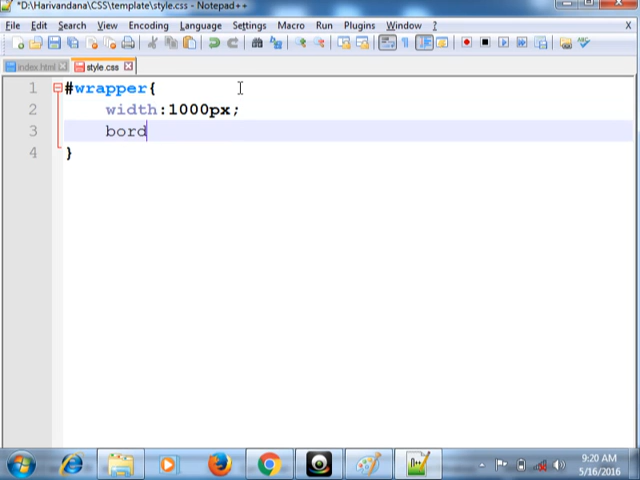 *D:\Harivandana\CSS\template\style.css - Notepad++
File Edit Search View Encoding Language Settings Macro Run Plugins Window ? X
index.html style.css
1 #wrapper{
2 width:1000px;
3 bord
4 }
9:20 AM
5/16/2016